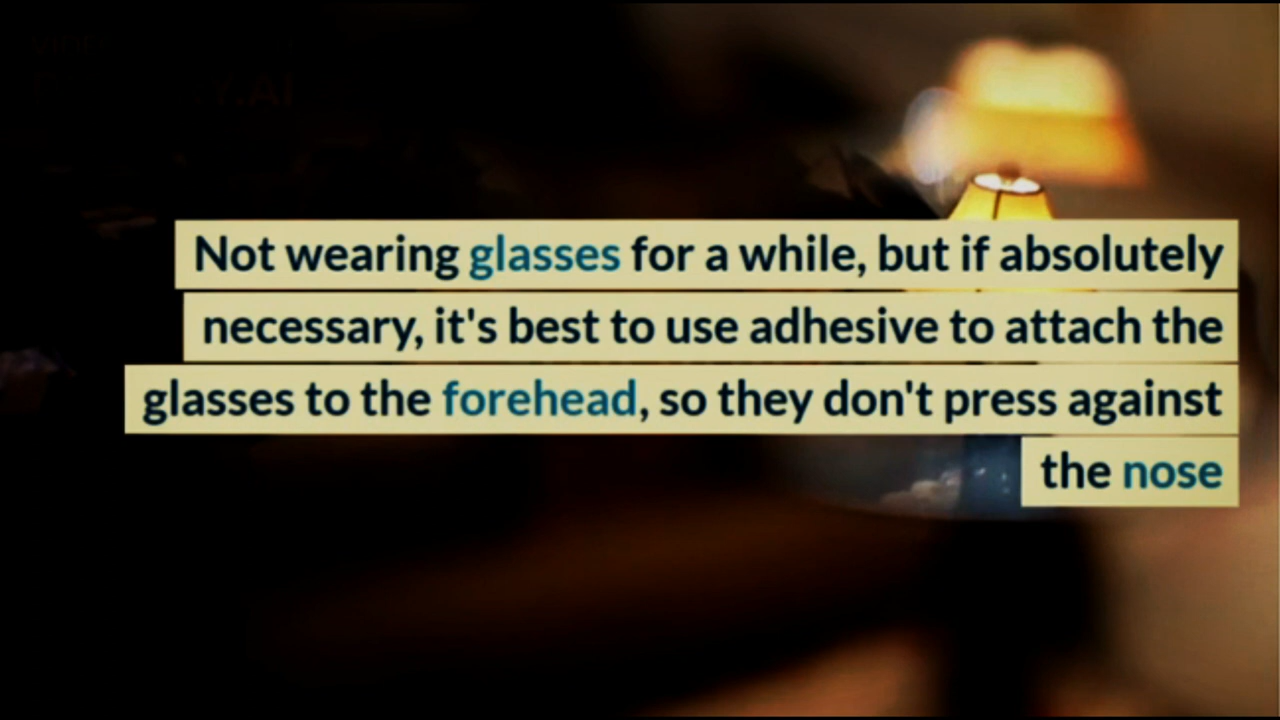 Not wearing glasses for a while, but if absolutely
necessary, it's best to use adhesive to attach the
glasses to the forehead, so they don't press against
the nose